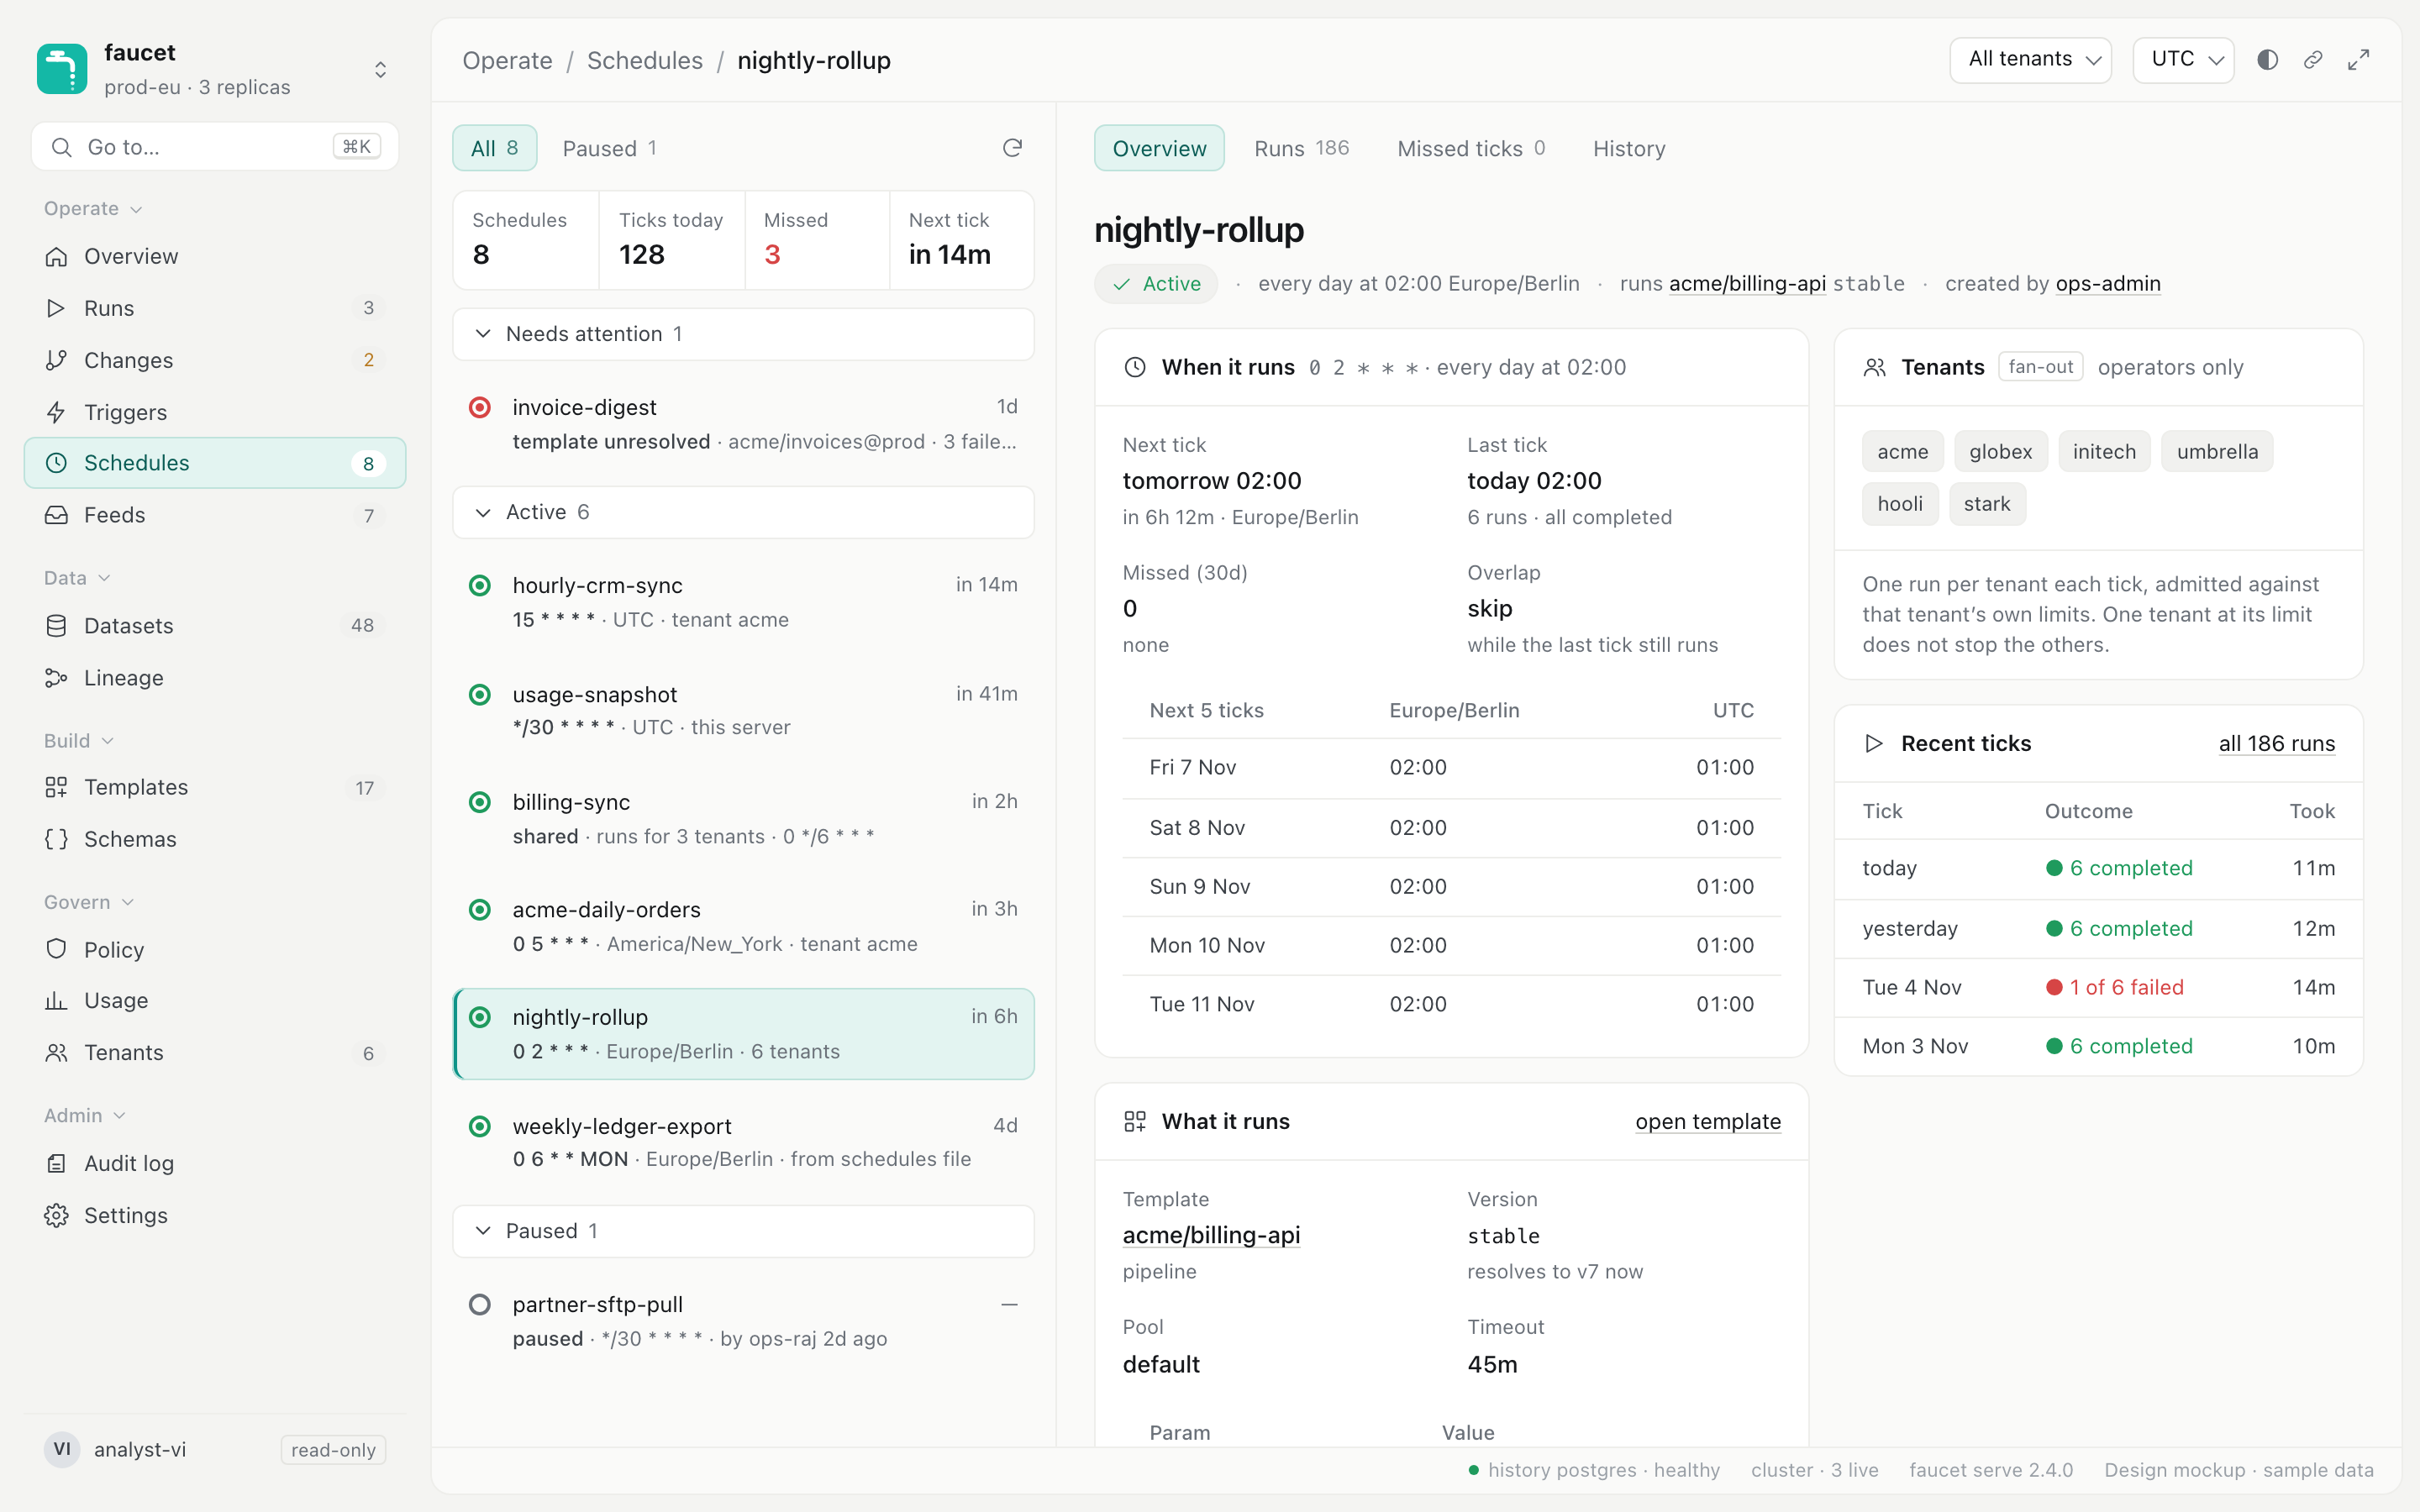 faucet
prod-eu · 3 replicas
Go to... ⌘K
Operate
Overview
Runs 3
Changes 2
Triggers
Schedules 8
Feeds 7
Data
Datasets 48
Lineage
Build
Templates 17
Schemas
Govern
Policy
Usage
Tenants 6
Admin
Audit log
Settings
VI analyst-vi read-only
Operate / Schedules / nightly-rollup
All tenants UTC
All 8 Paused 1
Schedules Ticks today Missed Next tick
8 128 3 in 14m
Needs attention 1
invoice-digest 1d
template unresolved · acme/invoices@prod · 3 faile...
Active 6
hourly-crm-sync in 14m
15 * * * * · UTC · tenant acme
usage-snapshot in 41m
*/30 * * * * · UTC · this server
billing-sync in 2h
shared · runs for 3 tenants · 0 */6 * * *
acme-daily-orders in 3h
0 5 * * * · America/New_York · tenant acme
nightly-rollup in 6h
0 2 * * * · Europe/Berlin · 6 tenants
weekly-ledger-export 4d
0 6 * * MON · Europe/Berlin · from schedules file
Paused 1
partner-sftp-pull —
paused · */30 * * * * · by ops-raj 2d ago
Overview Runs 186 Missed ticks 0 History
nightly-rollup
Active · every day at 02:00 Europe/Berlin · runs acme/billing-api stable · created by ops-admin
When it runs 0 2 * * * · every day at 02:00
Next tick Last tick
tomorrow 02:00 today 02:00
in 6h 12m · Europe/Berlin 6 runs · all completed
Missed (30d) Overlap
0 skip
none while the last tick still runs
Next 5 ticks Europe/Berlin UTC
Fri 7 Nov 02:00 01:00
Sat 8 Nov 02:00 01:00
Sun 9 Nov 02:00 01:00
Mon 10 Nov 02:00 01:00
Tue 11 Nov 02:00 01:00
What it runs open template
Template Version
acme/billing-api stable
pipeline resolves to v7 now
Pool Timeout
default 45m
Param Value
Tenants fan-out operators only
acme globex initech umbrella
hooli stark
One run per tenant each tick, admitted against
that tenant’s own limits. One tenant at its limit
does not stop the others.
Recent ticks all 186 runs
Tick Outcome Took
today 6 completed 11m
yesterday 6 completed 12m
Tue 4 Nov 1 of 6 failed 14m
Mon 3 Nov 6 completed 10m
history postgres · healthy cluster · 3 live faucet serve 2.4.0 Design mockup · sample data